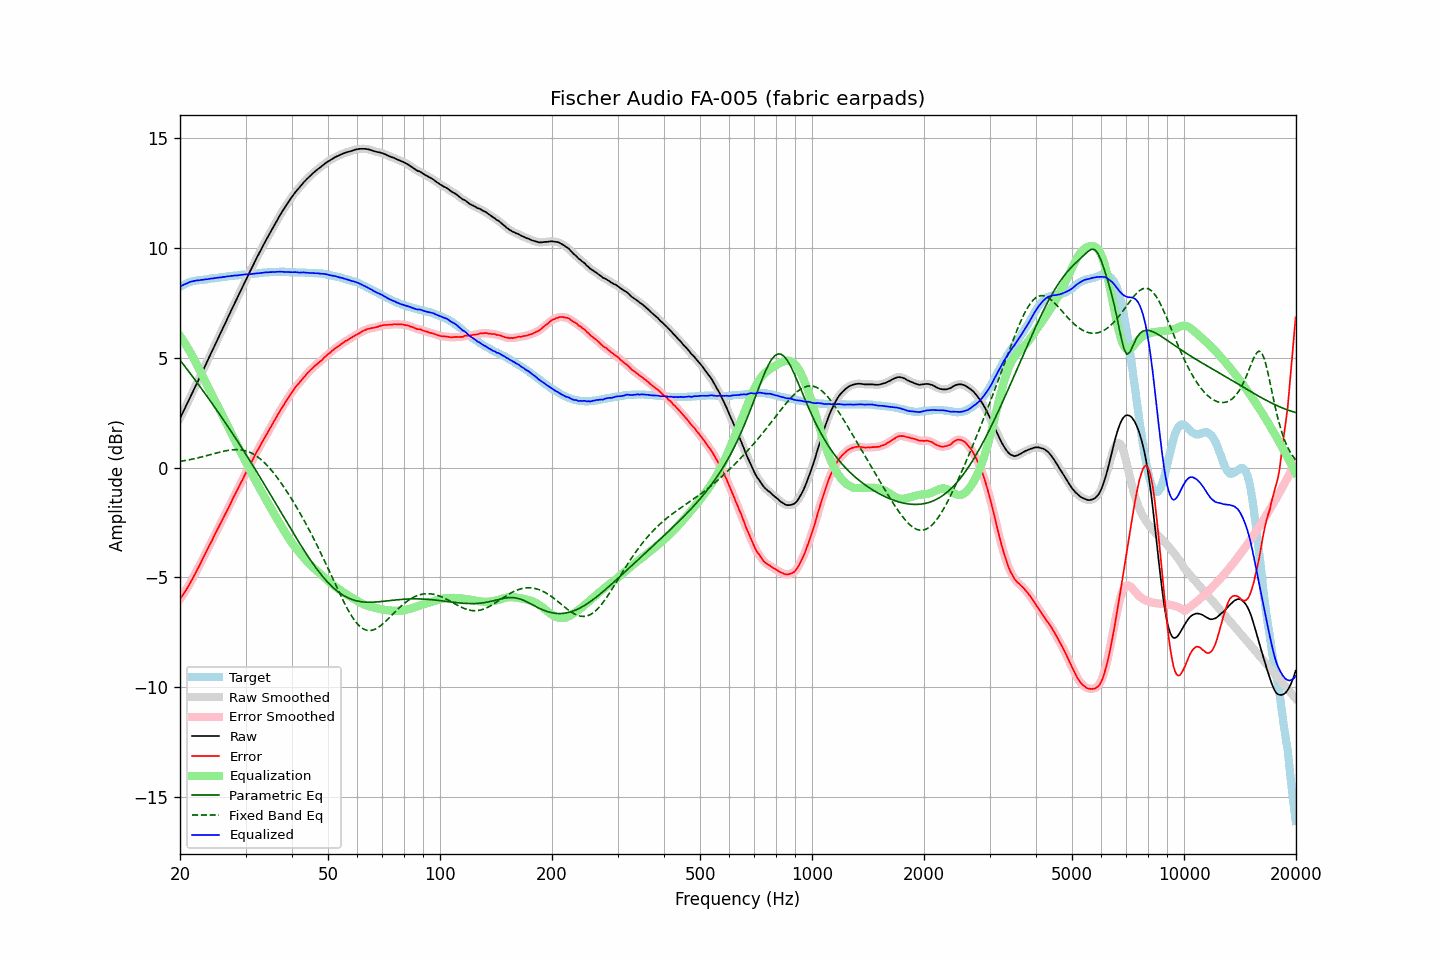 Fischer Audio FA-005 (fabric earpads)
15
10
5
0
−5
−10
−15
Amplitude (dBr)
Target
Raw Smoothed
Error Smoothed
Raw
Error
Equalization
Parametric Eq
Fixed Band Eq
Equalized
20 50 100 200 500 1000 2000 5000 10000 20000
Frequency (Hz)